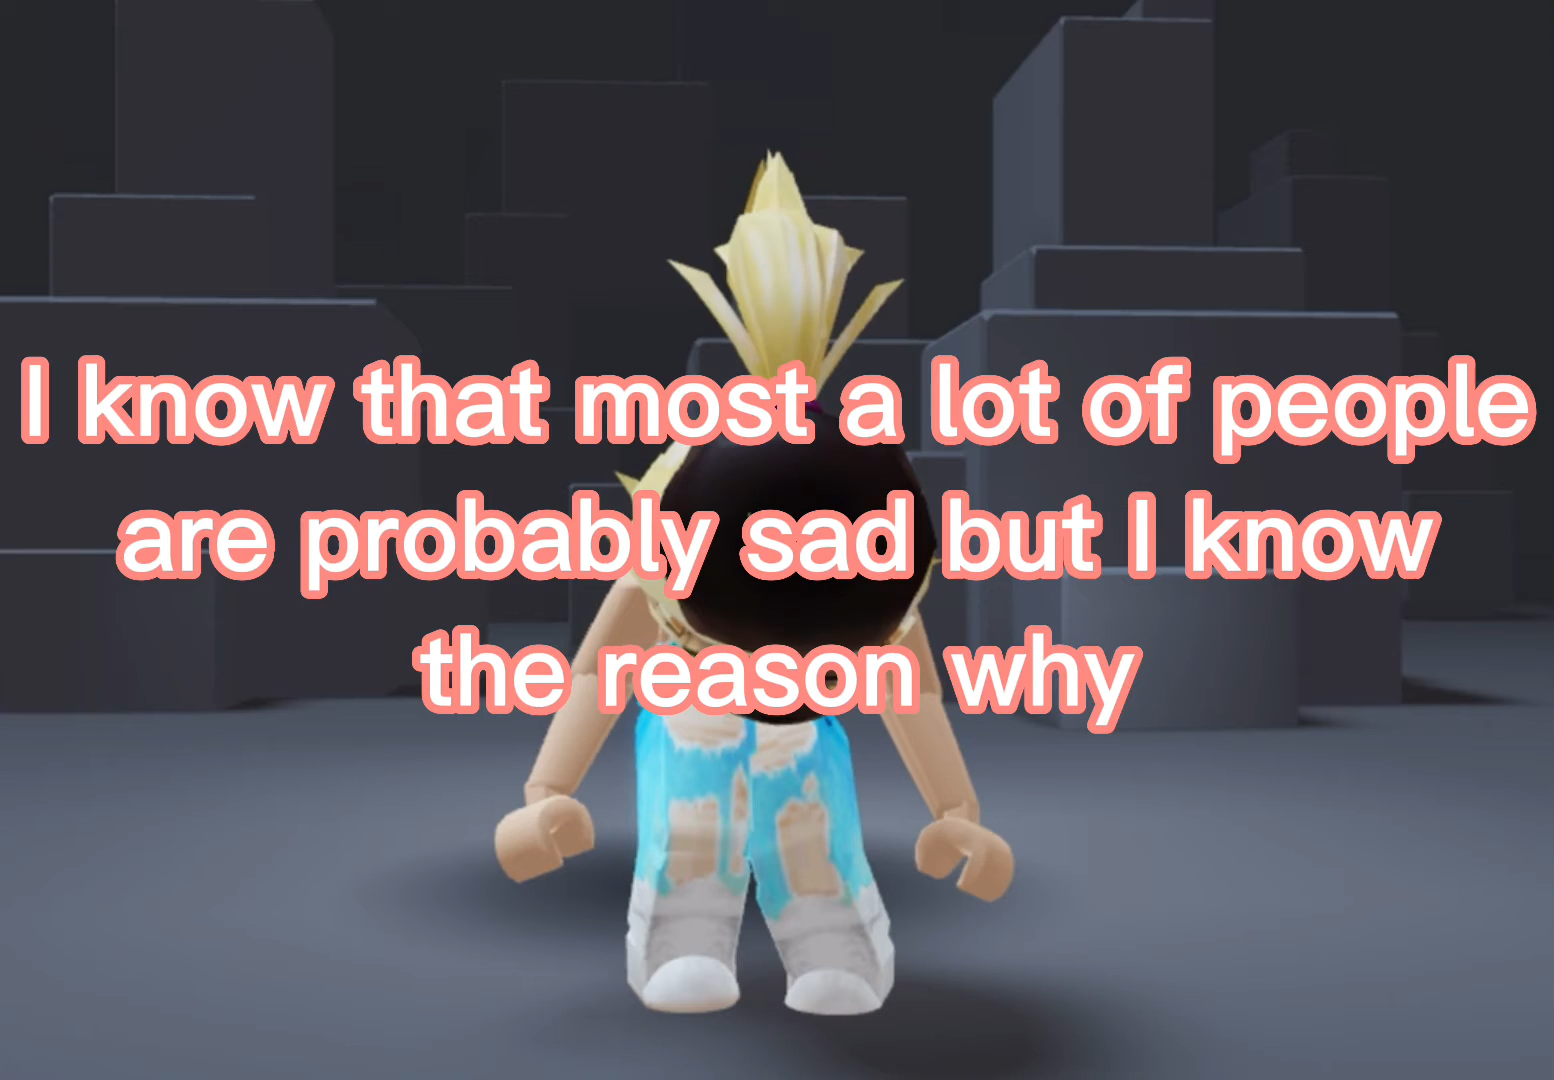 I know that most a lot of people
are probably sad but I know
the reason why